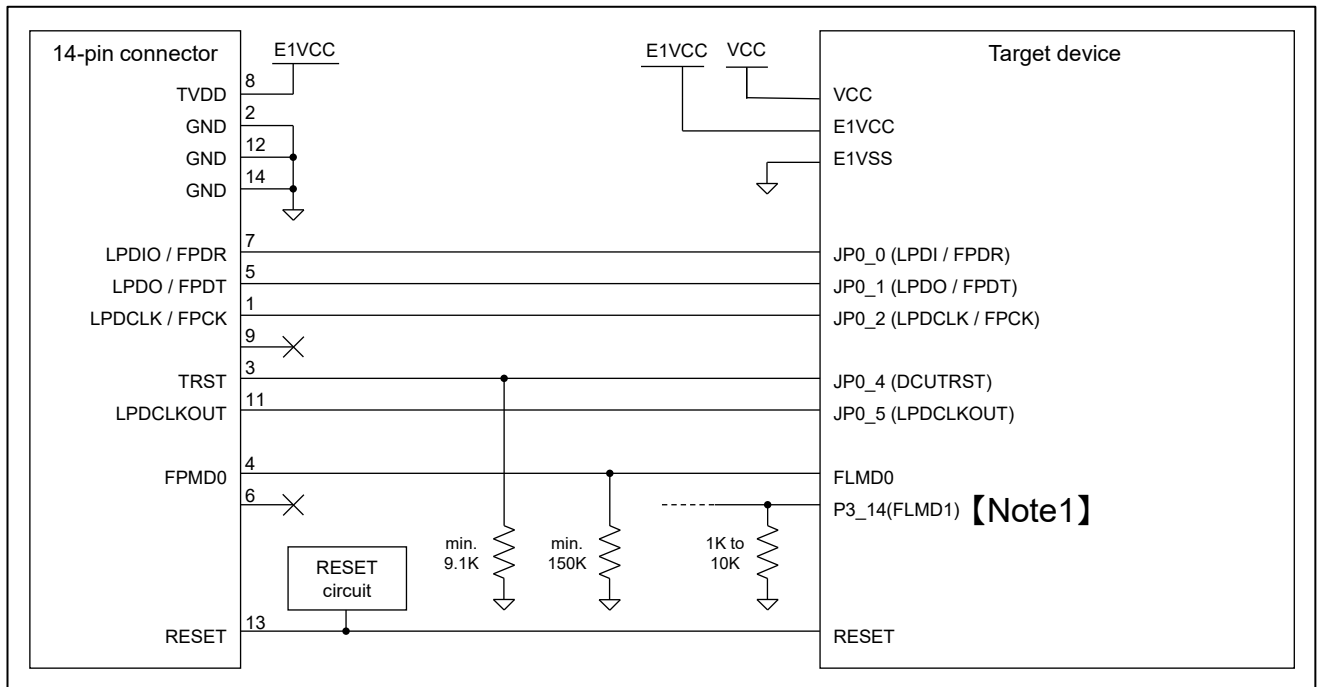 14-pin connector
E1VCC
E1VCC
VCC
Target device
TVDD
8
VCC
GND
2
E1VCC
GND
12
E1VSS
GND
14
LPDIO / FPDR
7
JP0_0 (LPDI / FPDR)
LPDO / FPDT
5
JP0_1 (LPDO / FPDT)
LPDCLK / FPCK
1
JP0_2 (LPDCLK / FPCK)
9
TRST
3
JP0_4 (DCUTRST)
LPDCLKOUT
11
JP0_5 (LPDCLKOUT)
FPMD0
4
FLMD0
6
P3_14(FLMD1)【Note1】
min.
9.1K
min.
150K
1K to
10K
RESET
circuit
RESET
13
RESET